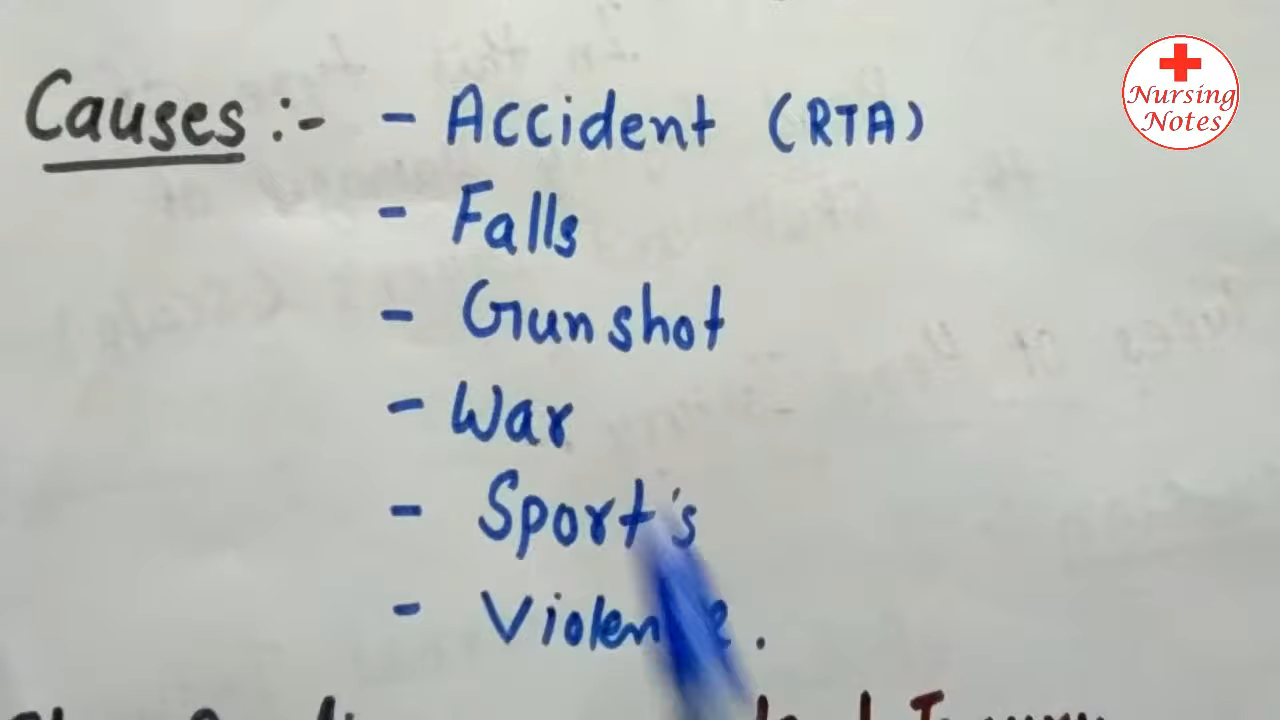 Causes :- - Accident (RTA)
- Falls
- Gunshot
- War
- Sport's
- Violence.
Nursing
Notes